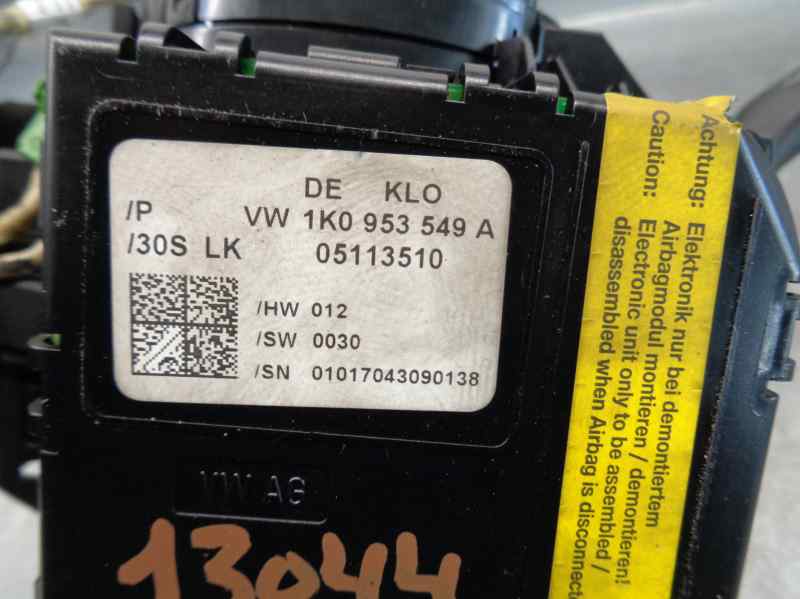 DE KLO
/P VW 1K0 953 549 A
/30S LK 05113510
/HW 012
/SW 0030
/SN 01017043090138
VW AG
13044
Achtung: Elektronik nur bei demontiertem
Airbagmodul montieren / demontieren!
Caution: Electronic unit only to be assembled /
disassembled when Airbag is